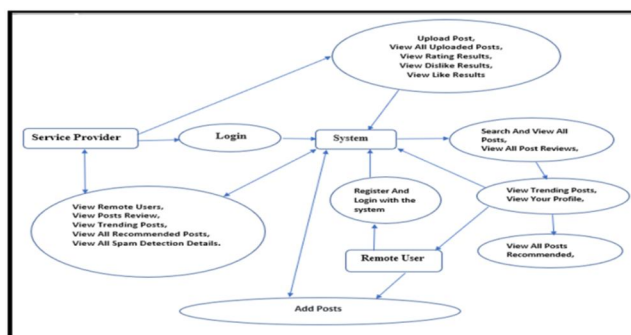 Upload Post,
View All Uploaded Posts,
View Rating Results,
View Dislike Results,
View Like Results
Service Provider
Login
System
Search And View All
Posts,
View All Post Reviews,
Register And
Login with the
system
View Trending Posts,
View Your Profile,
View Remote Users,
View Posts Review,
View Trending Posts,
View All Recommended Posts,
View All Spam Detection Details.
View All Posts
Recommended,
Remote User
Add Posts